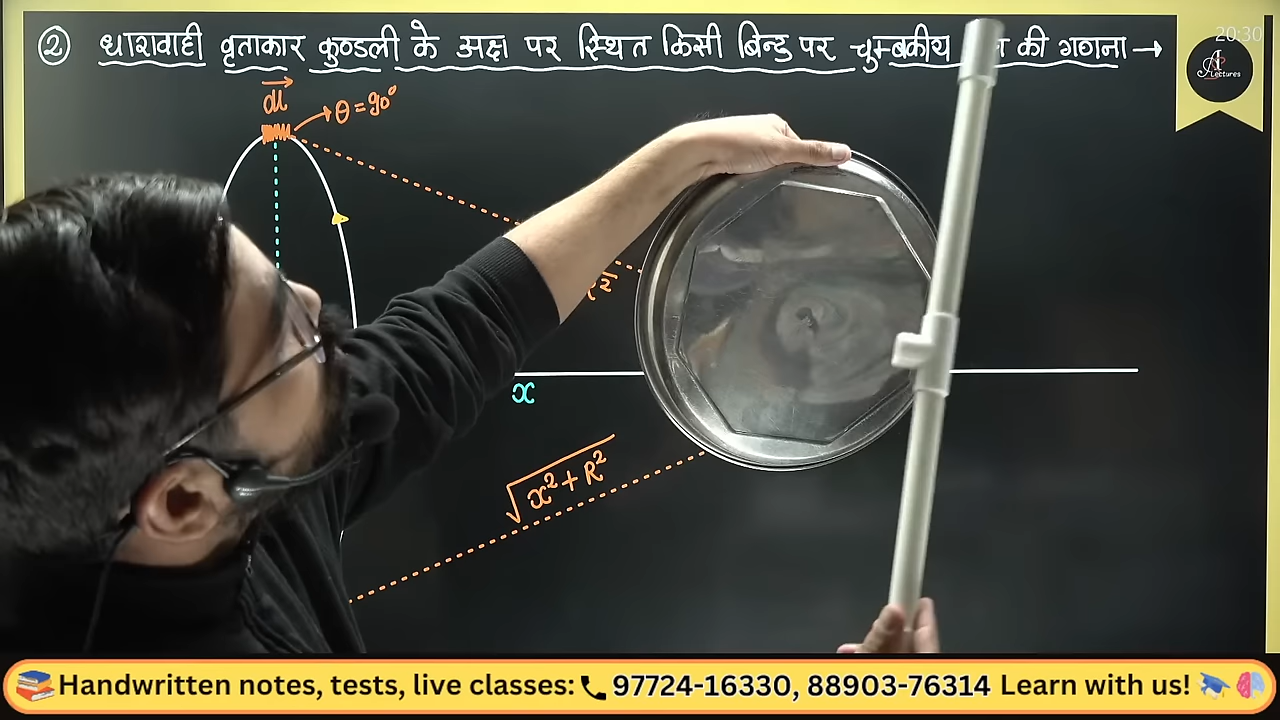 ② धारावाही वृताकार कुण्डली के अक्ष पर स्थित किसी बिन्दु पर चुम्बकीय की गणना →
20:30
Lectures
dl
θ = 90°
x
√x² + R²
Handwritten notes, tests, live classes: 97724-16330, 88903-76314 Learn with us!